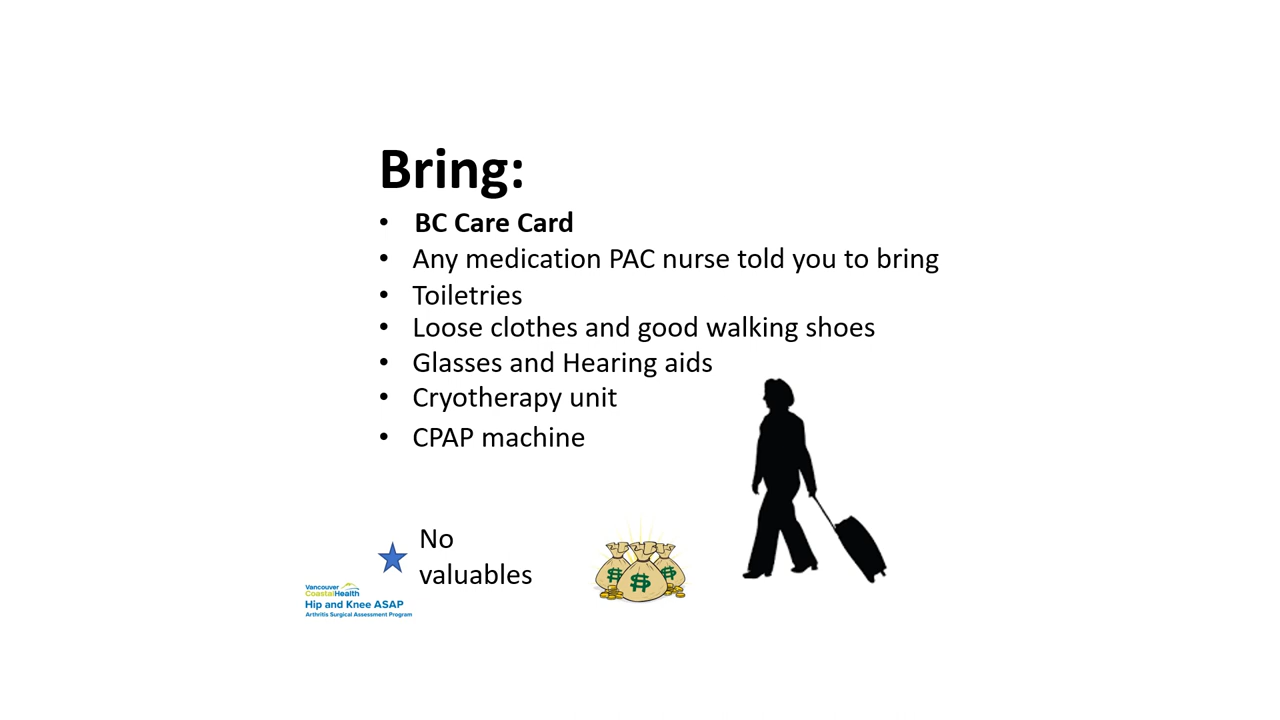 Bring:
• BC Care Card
• Any medication PAC nurse told you to bring
• Toiletries
• Loose clothes and good walking shoes
• Glasses and Hearing aids
• Cryotherapy unit
• CPAP machine
No
valuables
Vancouver
CoastalHealth
Hip and Knee ASAP
Arthritis Surgical Assessment Program